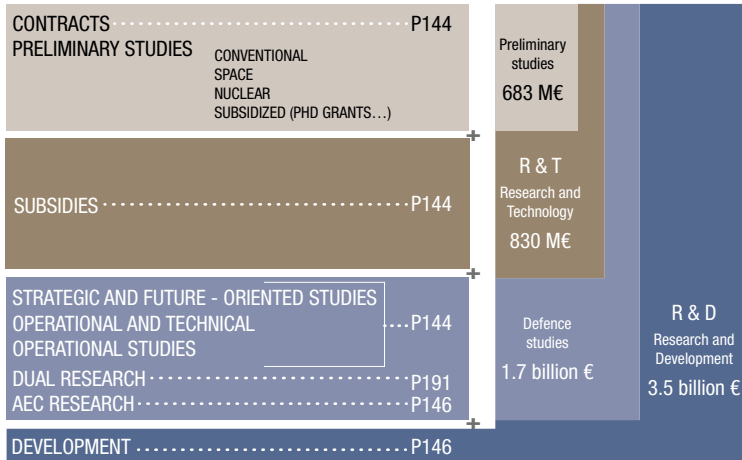 CONTRACTS P144
PRELIMINARY STUDIES
CONVENTIONAL
SPACE
NUCLEAR
SUBSIDIZED (PHD GRANTS…)
+
SUBSIDIES P144
+
STRATEGIC AND FUTURE - ORIENTED STUDIES
OPERATIONAL AND TECHNICAL P144
OPERATIONAL STUDIES
DUAL RESEARCH P191
AEC RESEARCH P146
+
DEVELOPMENT P146
Preliminary
studies
683 M€
R & T
Research and
Technology
830 M€
Defence
studies
1.7 billion €
R & D
Research and
Development
3.5 billion €